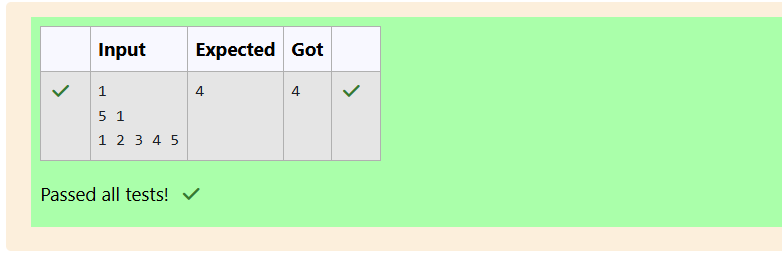 Input Expected Got
1 4 4
5 1
1 2 3 4 5
Passed all tests!